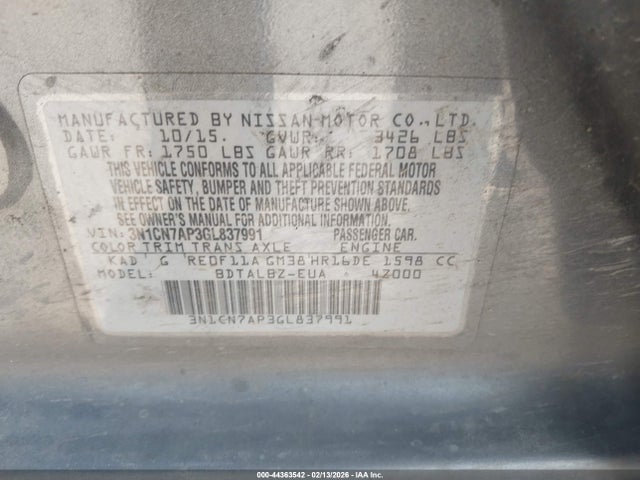 MANUFACTURED BY NISSAN MOTOR CO., LTD.
DATE: 10/15. GVWR: 3426 LBS
GAWR FR: 1750 LBS GAWR RR: 1708 LBS
THIS VEHICLE CONFORMS TO ALL APPLICABLE FEDERAL MOTOR
VEHICLE SAFETY, BUMPER AND THEFT PREVENTION STANDARDS
IN EFFECT ON THE DATE OF MANUFACTURE SHOWN ABOVE.
SEE OWNER'S MANUAL FOR ADDITIONAL INFORMATION.
VIN: 3N1CN7AP3GL837991 PASSENGER CAR.
COLOR TRIM TRANS AXLE ENGINE
KAD G RE0F11A GM38 HR16DE 1598 CC
MODEL: BDTALBZ-EUA 4Z000
3N1CN7AP3GL837991
000-44363542 - 02/13/2026 - IAA Inc.